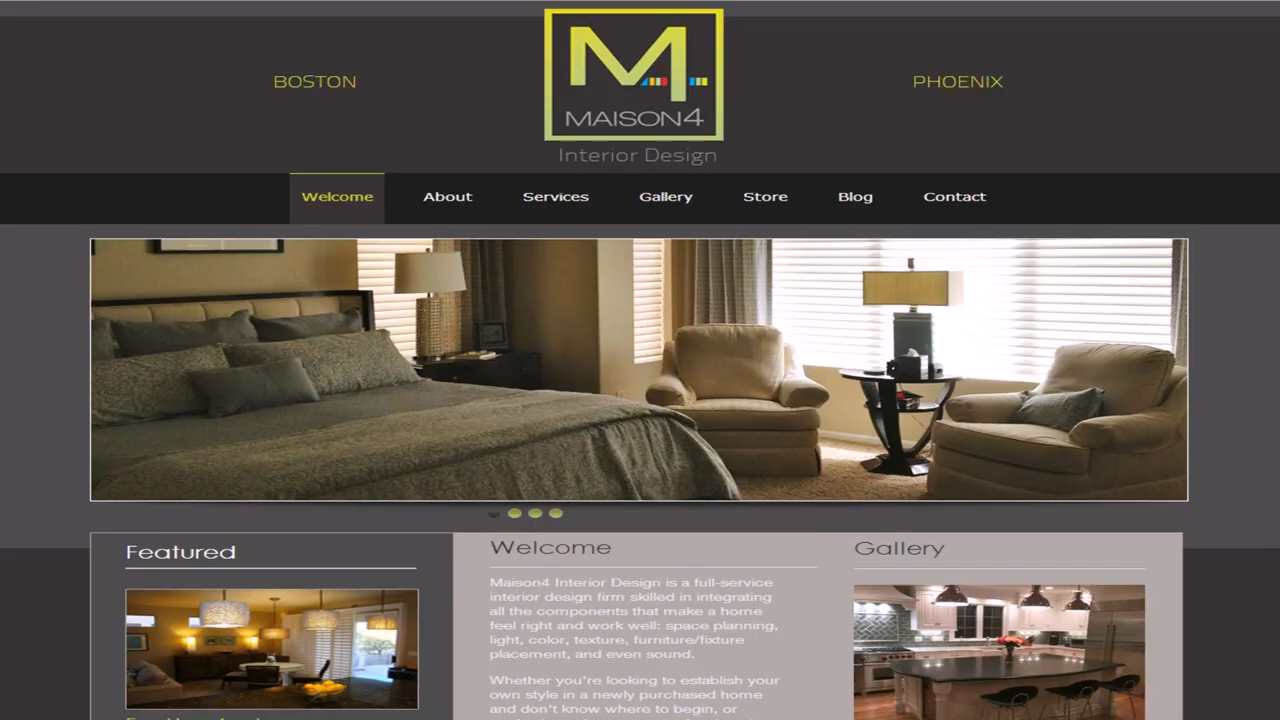 BOSTON
PHOENIX
M4
MAISON4
Interior Design
Welcome
About
Services
Gallery
Store
Blog
Contact
Featured
Welcome
Maison4 Interior Design is a full-service
interior design firm skilled in integrating
all the components that make a home
feel right and work well: space planning,
light, color, texture, furniture/fixture
placement, and even sound.
Whether you're looking to establish your
own style in a newly purchased home
and don't know where to begin, or
Gallery